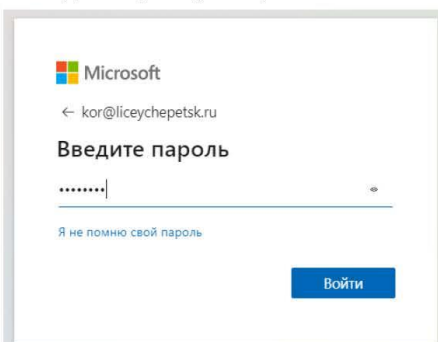 Microsoft
← kor@liceychepetsk.ru
Введите пароль
••••••••
Я не помню свой пароль
Войти